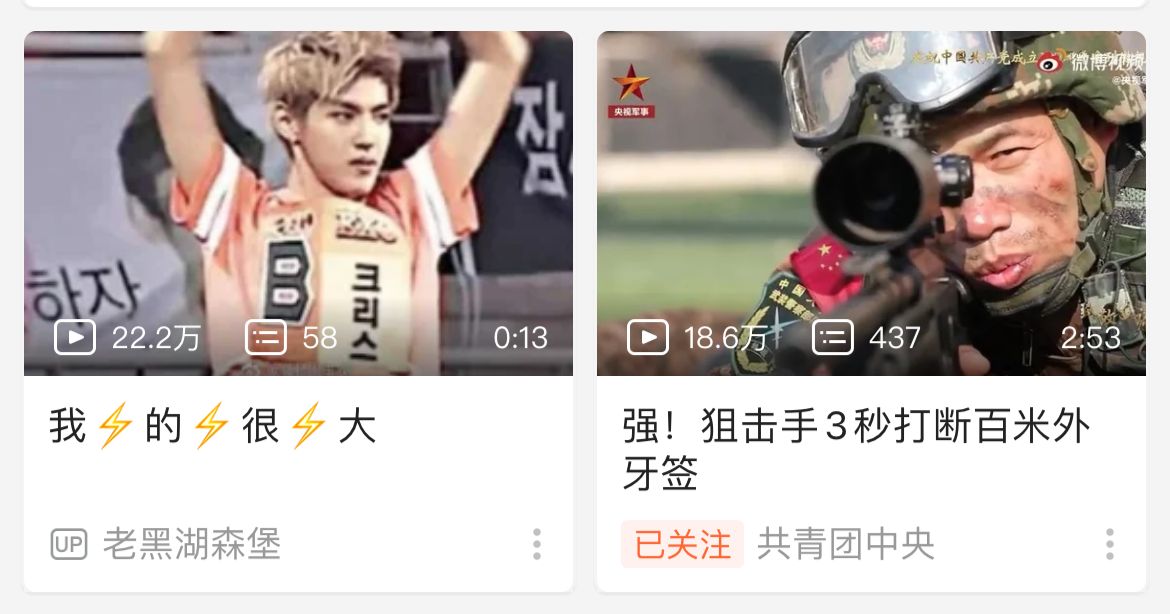 잠
하자
크리스
22.2万
58
0:13
我⚡的⚡很⚡大
UP 老黑湖森堡
央视军事
微博视频
中国
18.6万
437
2:53
强！狙击手3秒打断百米外
牙签
已关注 共青团中央